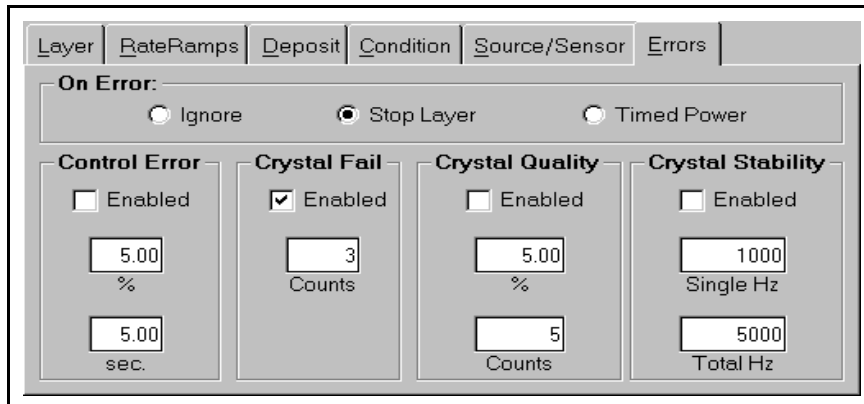 Layer RateRamps Deposit Condition Source/Sensor Errors
On Error:
Ignore Stop Layer Timed Power
Control Error Crystal Fail Crystal Quality Crystal Stability
Enabled Enabled Enabled Enabled
5.00 3 5.00 1000
% Counts % Single Hz
5.00 5 5000
sec. Counts Total Hz